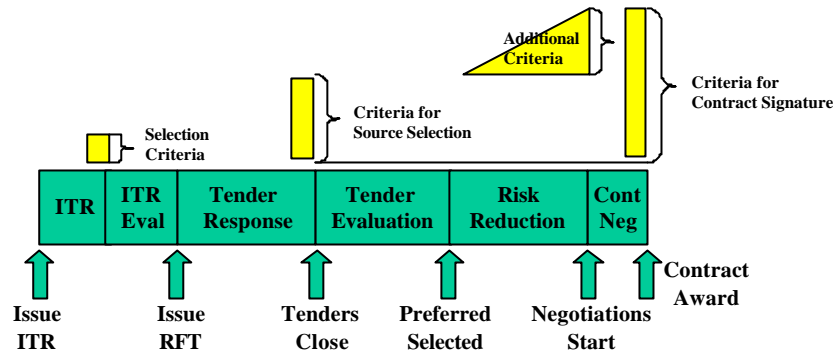 Additional
Criteria
Criteria for
Contract Signature
Criteria for
Source Selection
Selection
Criteria
ITR
ITR
Eval
Tender
Response
Tender
Evaluation
Risk
Reduction
Cont
Neg
Issue
ITR
Issue
RFT
Tenders
Close
Preferred
Selected
Negotiations
Start
Contract
Award